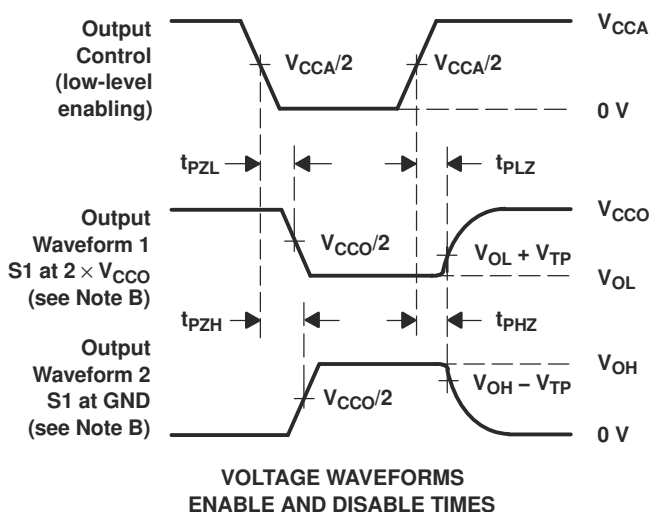 Output
Control
(low-level
enabling)
V_CCA
V_CCA/2
V_CCA/2
0 V
t_PZL
t_PLZ
Output
Waveform 1
S1 at 2 × V_CCO
(see Note B)
V_CCO
V_CCO/2
V_OL + V_TP
V_OL
t_PZH
t_PHZ
Output
Waveform 2
S1 at GND
(see Note B)
V_OH
V_OH – V_TP
V_CCO/2
0 V
VOLTAGE WAVEFORMS
ENABLE AND DISABLE TIMES